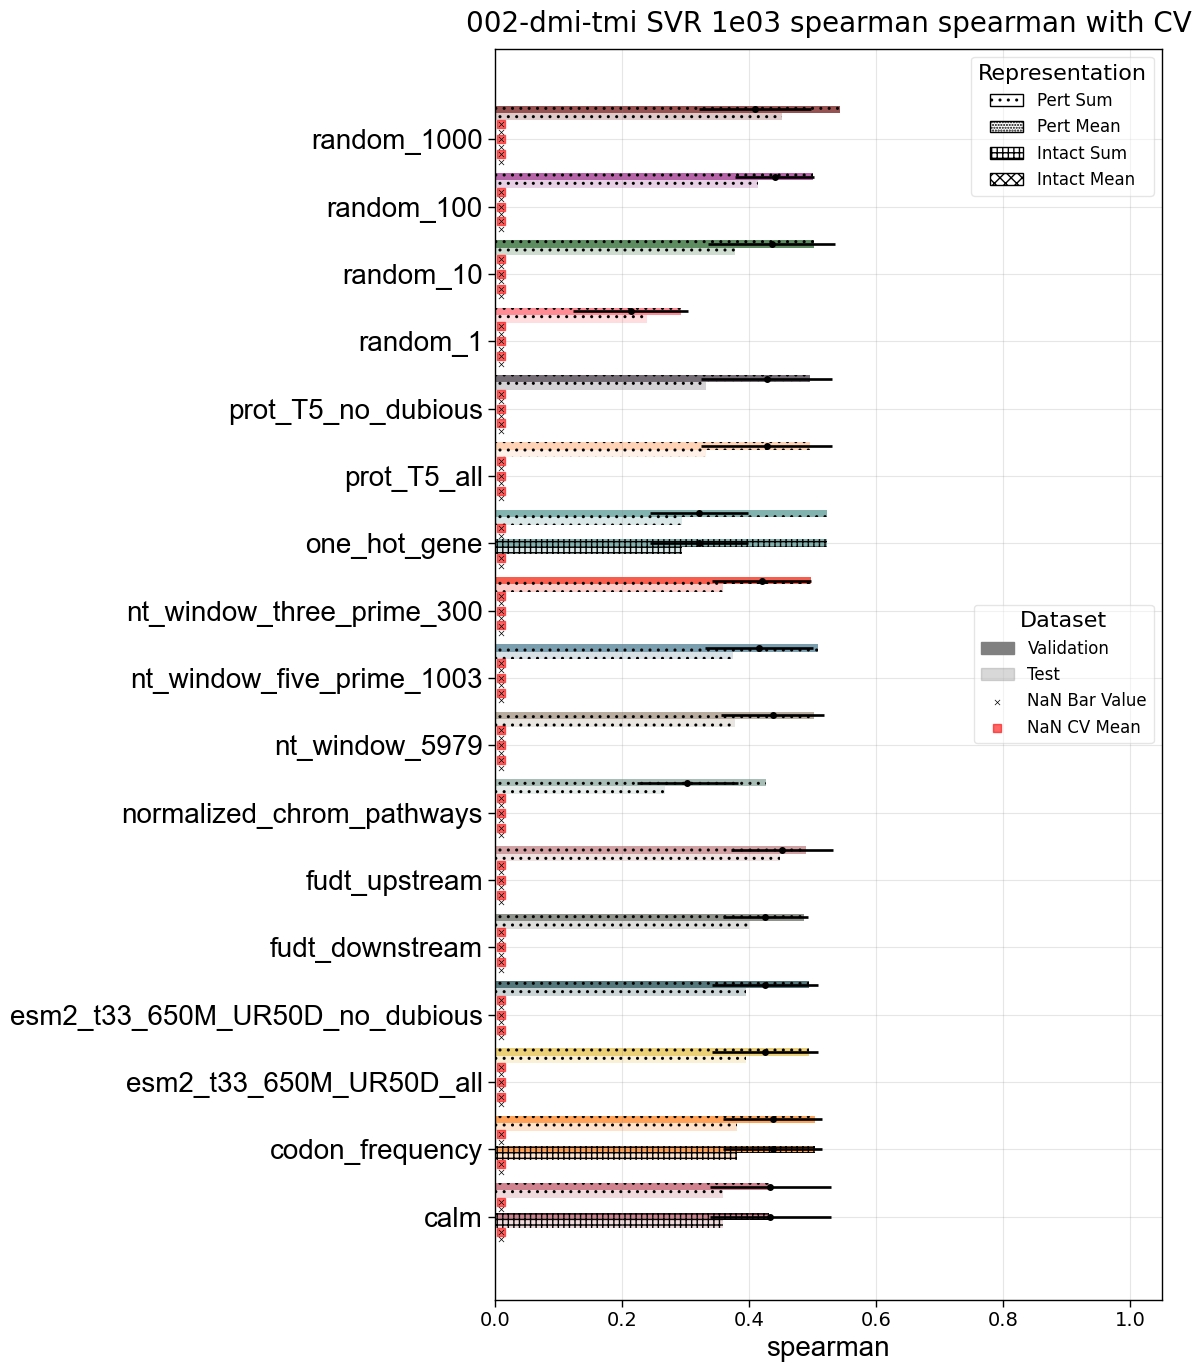 002-dmi-tmi SVR 1e03 spearman spearman with CV
Representation
Pert Sum
Pert Mean
Intact Sum
Intact Mean
random_1000
random_100
random_10
random_1
prot_T5_no_dubious
prot_T5_all
one_hot_gene
nt_window_three_prime_300
nt_window_five_prime_1003
nt_window_5979
normalized_chrom_pathways
fudt_upstream
fudt_downstream
esm2_t33_650M_UR50D_no_dubious
esm2_t33_650M_UR50D_all
codon_frequency
calm
Dataset
Validation
Test
NaN Bar Value
NaN CV Mean
0.0 0.2 0.4 0.6 0.8 1.0
spearman